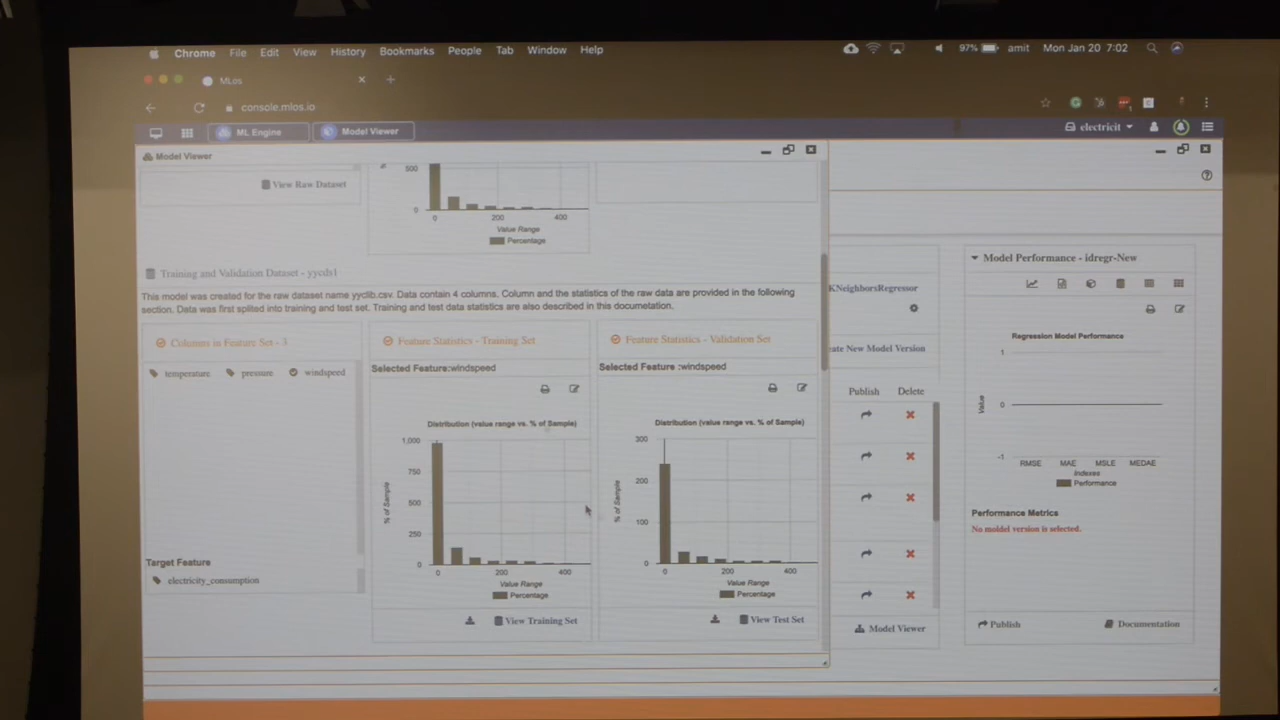 Chrome File Edit View History Bookmarks People Tab Window Help 97% amit Mon Jan 20 7:02
MLos
console.mlos.io
ML Engine Model Viewer electricit
Model Viewer
View Raw Dataset
500
0
0 200 400
Value Range
Percentage
Training and Validation Dataset - yycds1
This model was created for the raw dataset name yyclib.csv. Data contain 4 columns. Column and the statistics of the raw data are provided in the following
section. Data was first splited into training and test set. Training and test data statistics are also described in this documetation.
Columns in Feature Set - 3
temperature pressure windspeed
Target Feature
electricity_consumption
Feature Statistics - Training Set
Selected Feature:windspeed
Distribution (value range vs. % of Sample)
% of Sample
1,000
750
500
250
0
0 200 400
Value Range
Percentage
View Training Set
Feature Statistics - Validation Set
Selected Feature :windspeed
Distribution (value range vs. % of Sample)
% of Sample
300
200
100
0
0 200 400
Value Range
Percentage
View Test Set
KNeighborsRegressor
ate New Model Version
Publish Delete
Model Viewer
Model Performance - idregr-New
Regression Model Performance
Value
1
0
-1
RMSE MAE MSLE MEDAE
Indexes
Performance
Performance Metrics
No moldel version is selected.
Publish Documentation